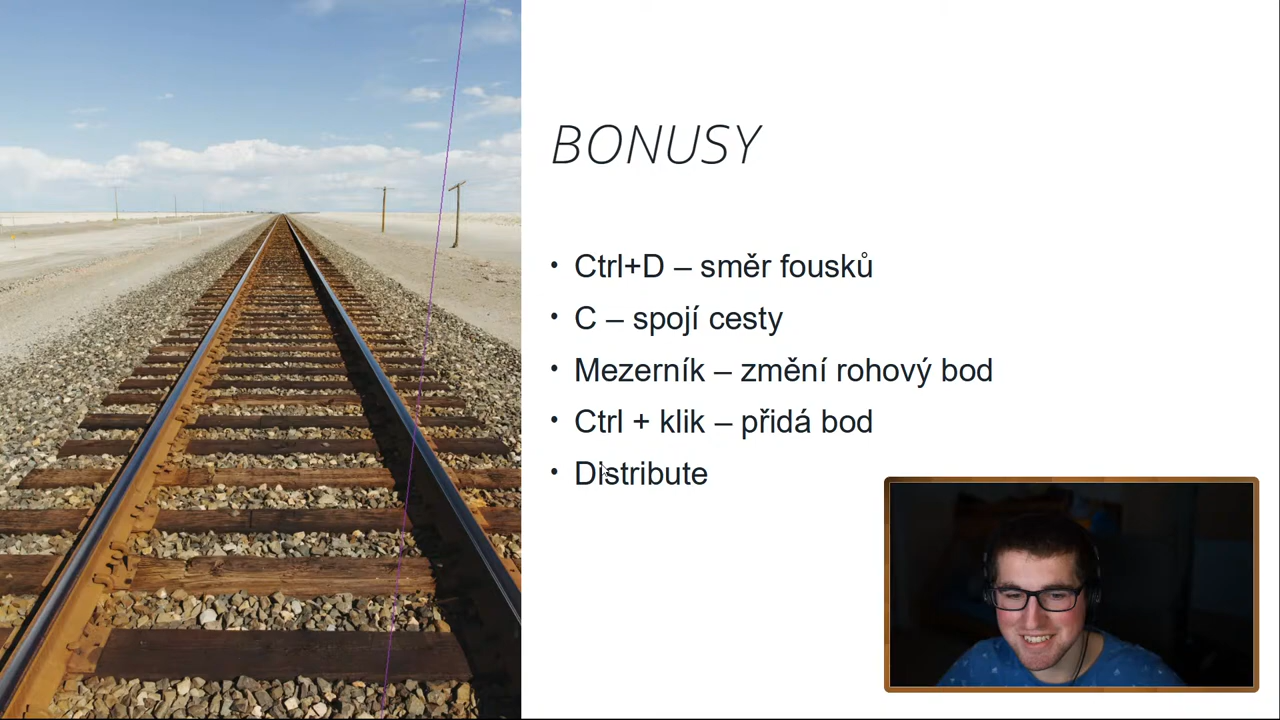 BONUSY
• Ctrl+D – směr fousků
• C – spojí cesty
• Mezerník – změní rohový bod
• Ctrl + klik – přidá bod
• Distribute